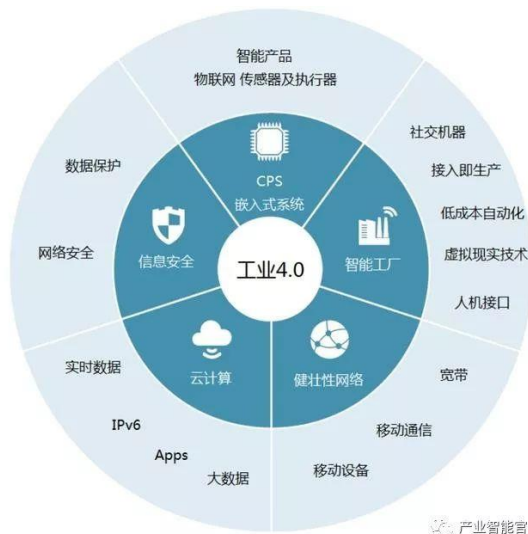 智能产品
物联网 传感器及执行器
社交机器
接入即生产
低成本自动化
虚拟现实技术
人机接口
数据保护
网络安全
CPS
嵌入式系统
信息安全
智能工厂
工业4.0
云计算
健壮性网络
实时数据
IPv6
Apps
大数据
宽带
移动通信
移动设备
产业智能官